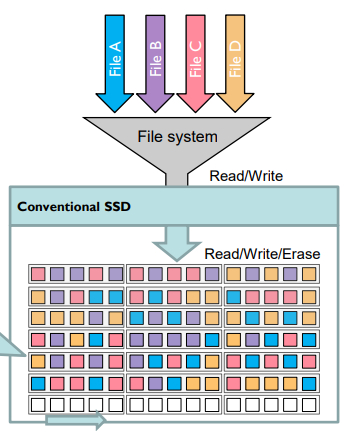 File A
File B
File C
File D
File system
Read/Write
Conventional SSD
Read/Write/Erase